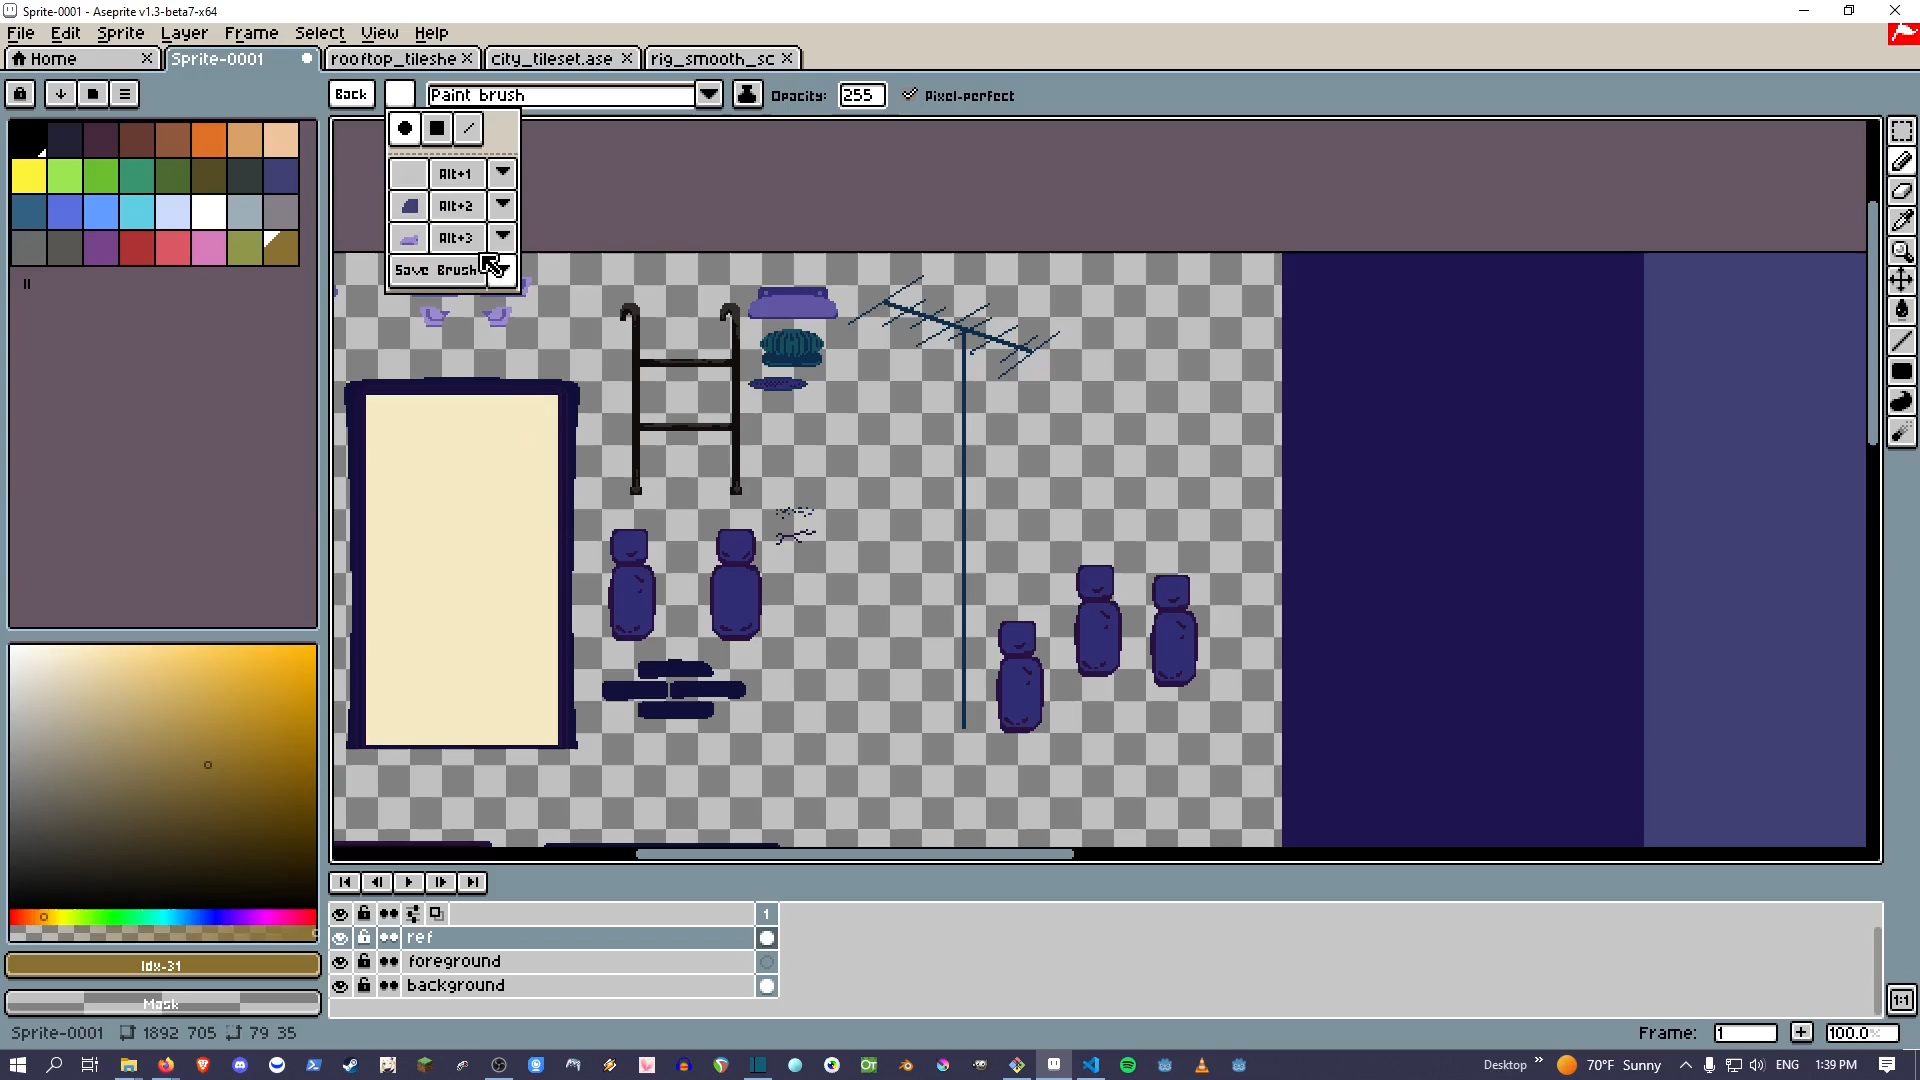 Sprite-0001 - Aseprite v1.3-beta7-x64
File Edit Sprite Layer Frame Select View Help
Home Sprite-0001 rooftop_tileshe city_tileset.ase rig_smooth_sc
Back Paint brush Opacity: 255 Pixel-perfect
Alt+1
Alt+2
Alt+3
Save Brush
1
ref
foreground
background
Idx-31
Mask
Sprite-0001 1892 705 79 35 Frame: 1 + 100.0
1:1
Desktop 70°F Sunny ENG 1:39 PM